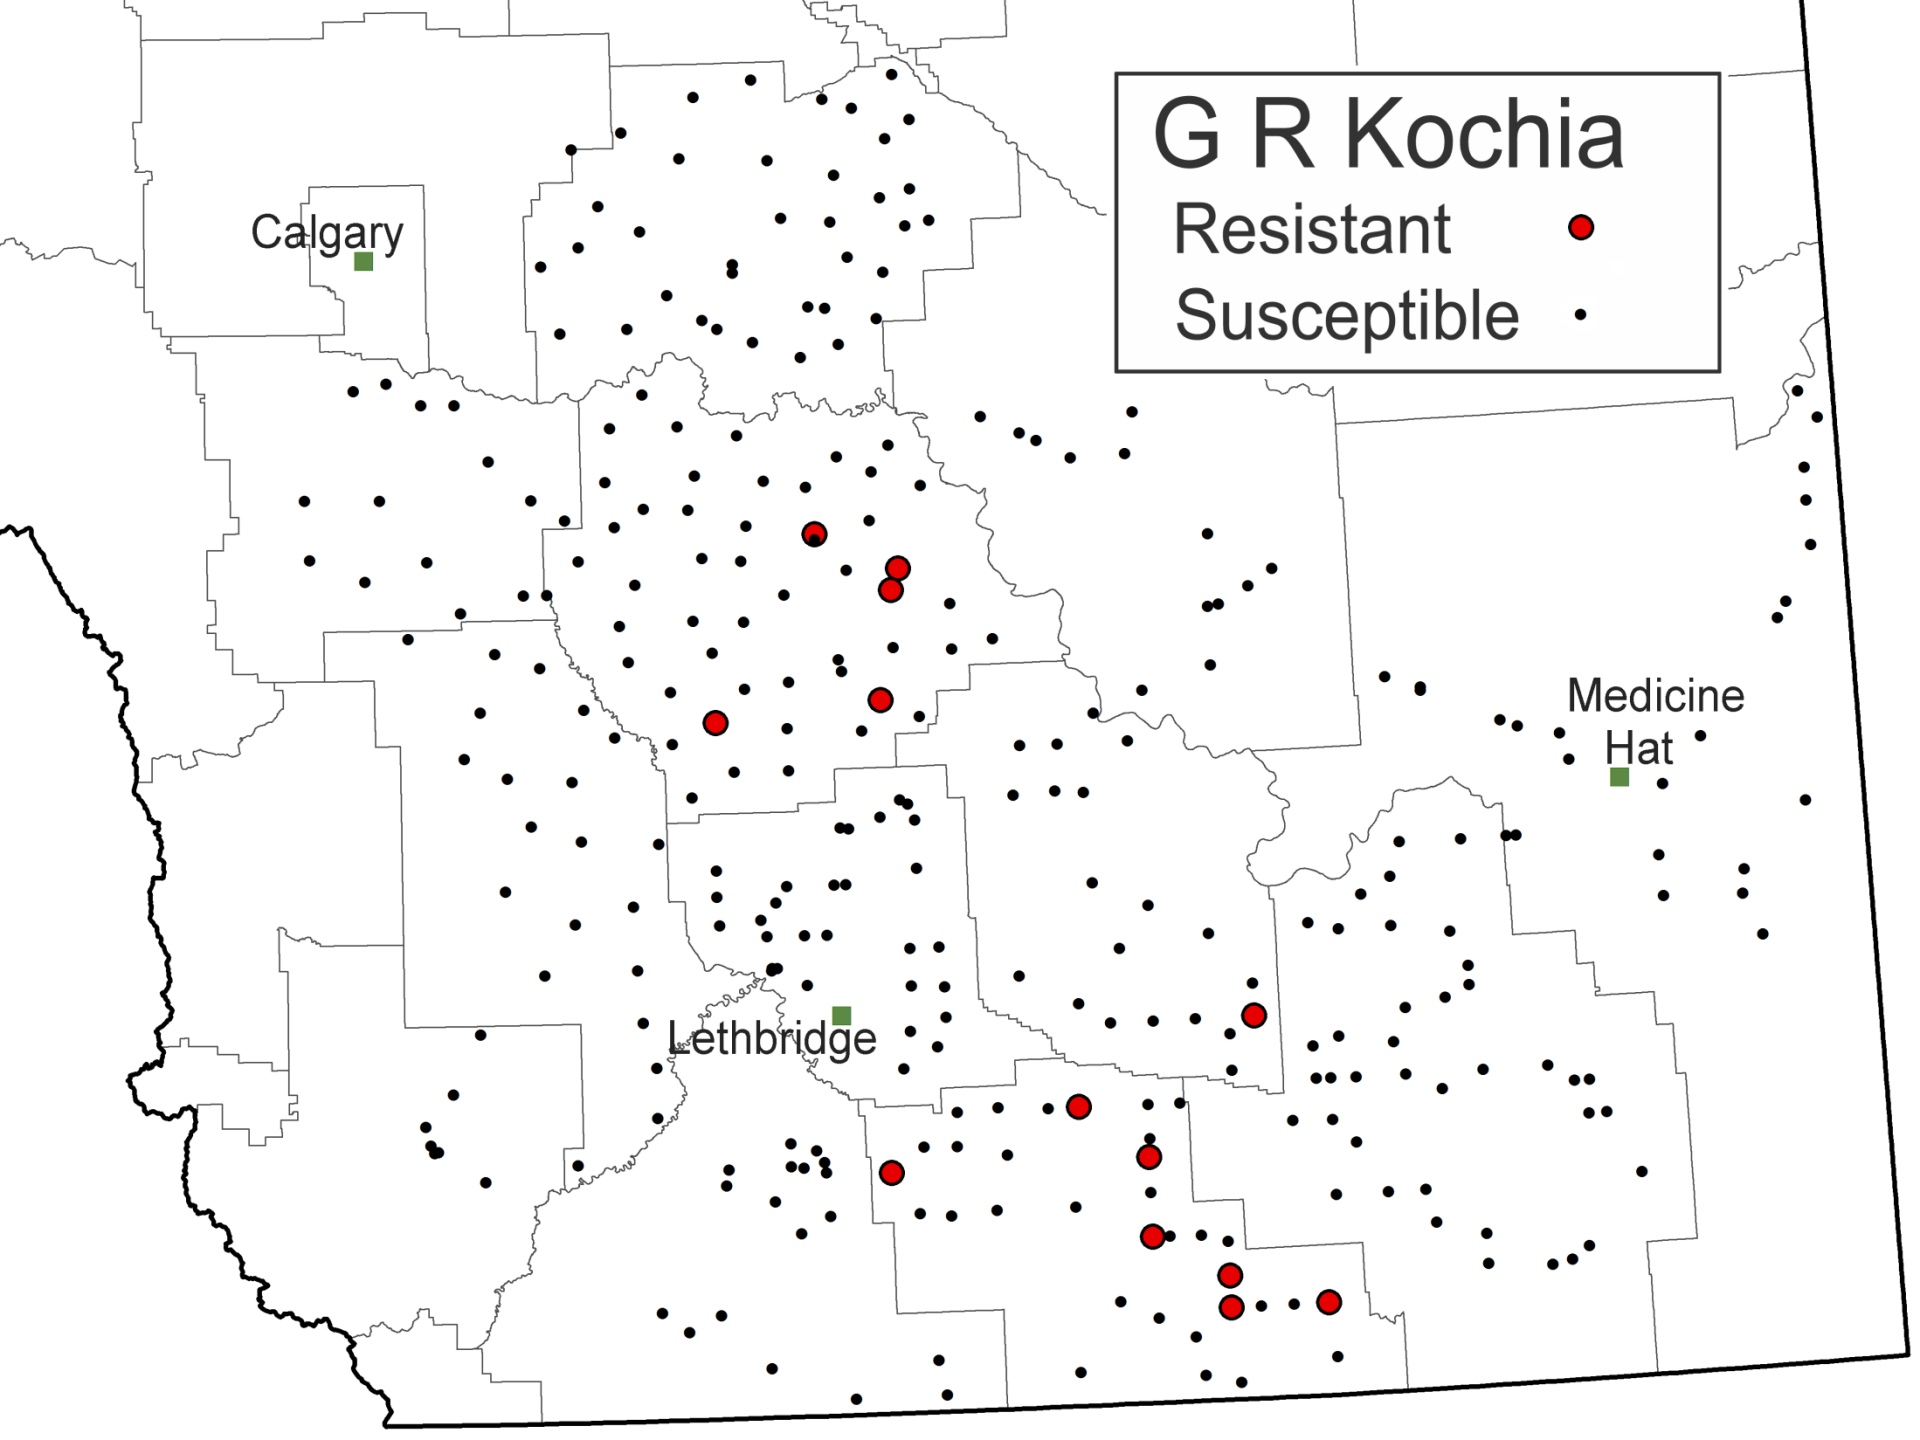 G R Kochia
Resistant
Susceptible
Calgary
Medicine
Hat
Lethbridge